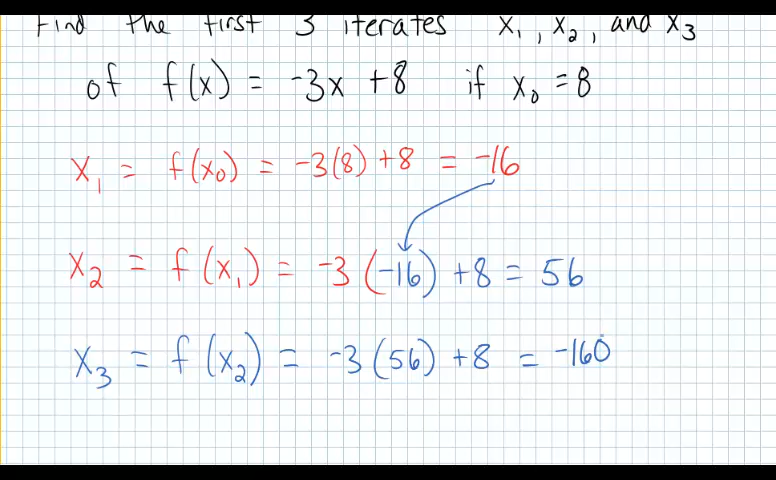 Find the first 3 iterates x₁, x₂, and x₃
of f(x) = -3x + 8 if x₀ = 8
x₁ = f(x₀) = -3(8) + 8 = -16
x₂ = f(x₁) = -3(-16) + 8 = 56
x₃ = f(x₂) = -3(56) + 8 = -160